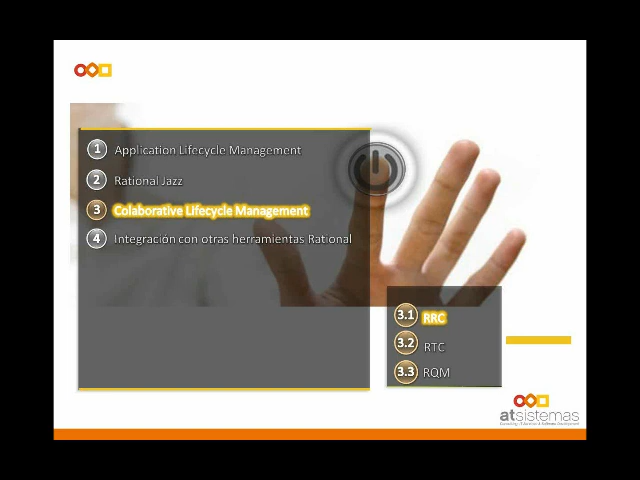 1 Application Lifecycle Management
2 Rational Jazz
3 Colaborative Lifecycle Management
4 Integración con otras herramientas Rational
3.1 RRC
3.2 RTC
3.3 RQM
atsistemas